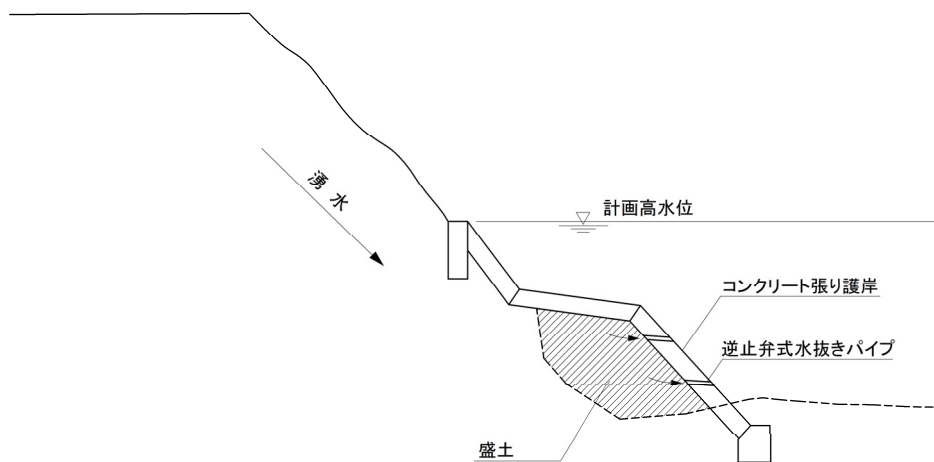 湧水
計画高水位
コンクリート張り護岸
逆止弁式水抜きパイプ
盛土